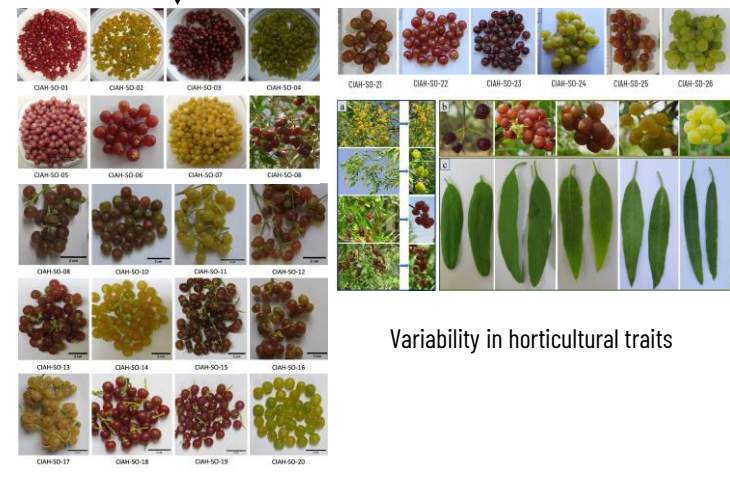 CIAH-SO-01 CIAH-SO-02 CIAH-SO-03 CIAH-SO-04
CIAH-SO-05 CIAH-SO-06 CIAH-SO-07 CIAH-SO-08
CIAH-SO-08 CIAH-SO-10 CIAH-SO-11 CIAH-SO-12
CIAH-SO-13 CIAH-SO-14 CIAH-SO-15 CIAH-SO-16
CIAH-SO-17 CIAH-SO-18 CIAH-SO-19 CIAH-SO-20
CIAH-SO-21 CIAH-SO-22 CIAH-SO-23 CIAH-SO-24 CIAH-SO-25 CIAH-SO-26
a b
c
Variability in horticultural traits